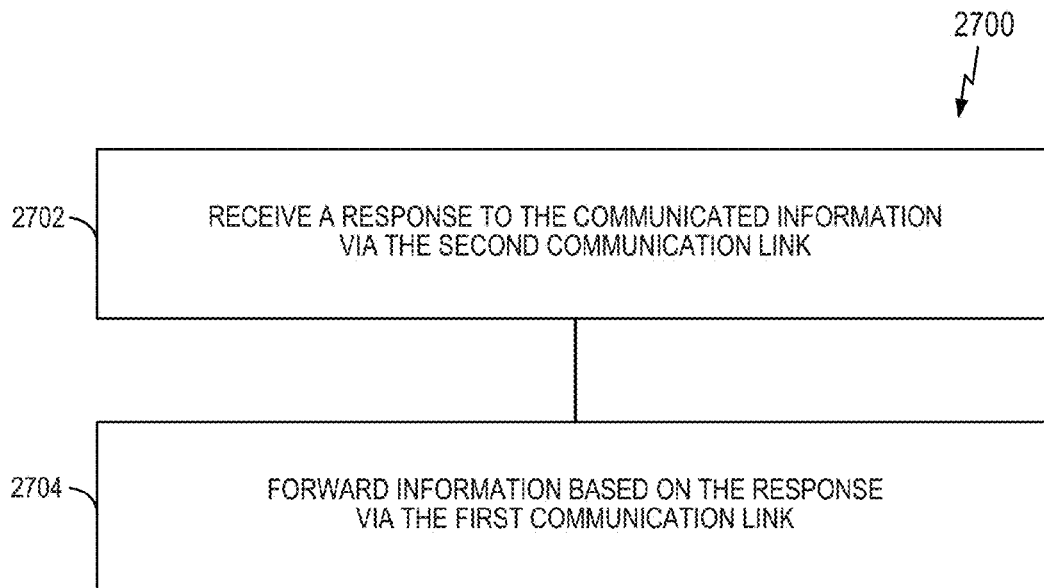 2700
2702
RECEIVE A RESPONSE TO THE COMMUNICATED INFORMATION
VIA THE SECOND COMMUNICATION LINK
2704
FORWARD INFORMATION BASED ON THE RESPONSE
VIA THE FIRST COMMUNICATION LINK